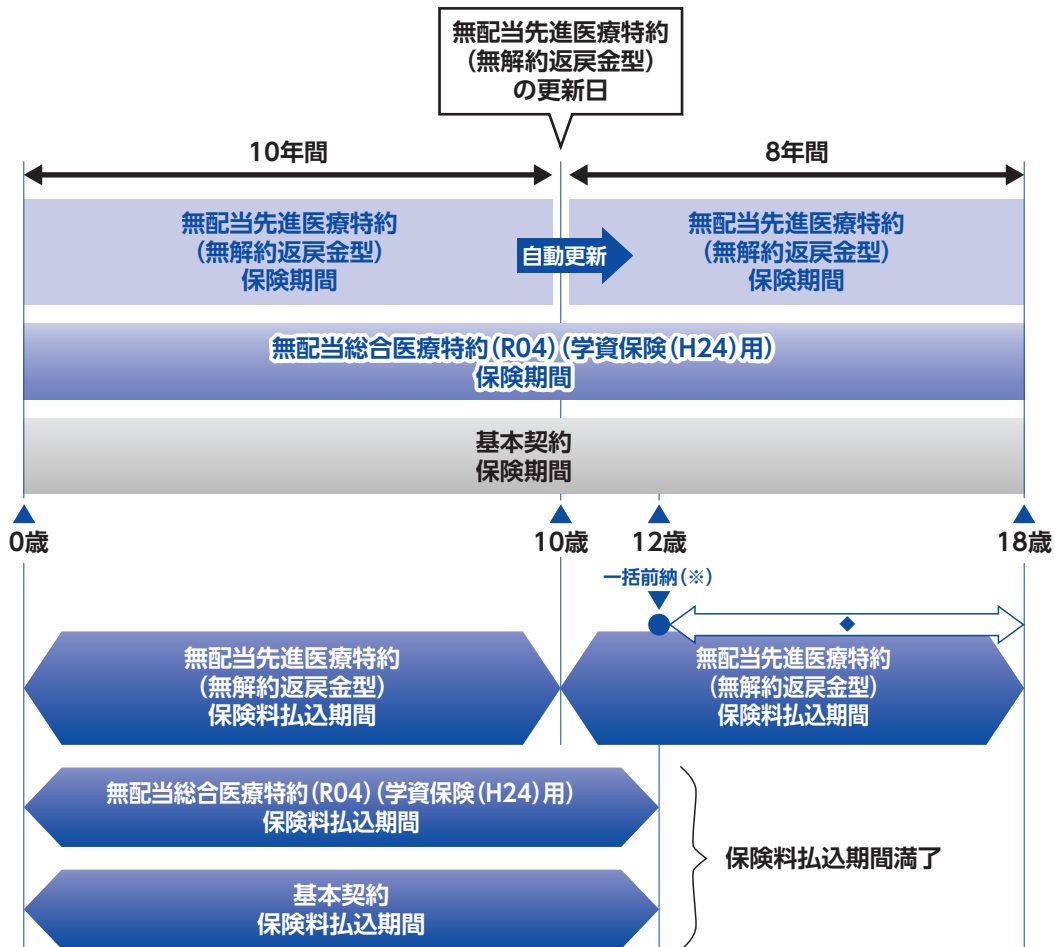 無配当先進医療特約
(無解約返戻金型)
の更新日
10年間
8年間
無配当先進医療特約
(無解約返戻金型)
保険期間
自動更新
無配当先進医療特約
(無解約返戻金型)
保険期間
無配当総合医療特約(R04)(学資保険(H24)用)
保険期間
基本契約
保険期間
0歳
10歳
12歳
18歳
一括前納(※)
無配当先進医療特約
(無解約返戻金型)
保険料払込期間
無配当先進医療特約
(無解約返戻金型)
保険料払込期間
無配当総合医療特約(R04)(学資保険(H24)用)
保険料払込期間
保険料払込期間満了
基本契約
保険料払込期間